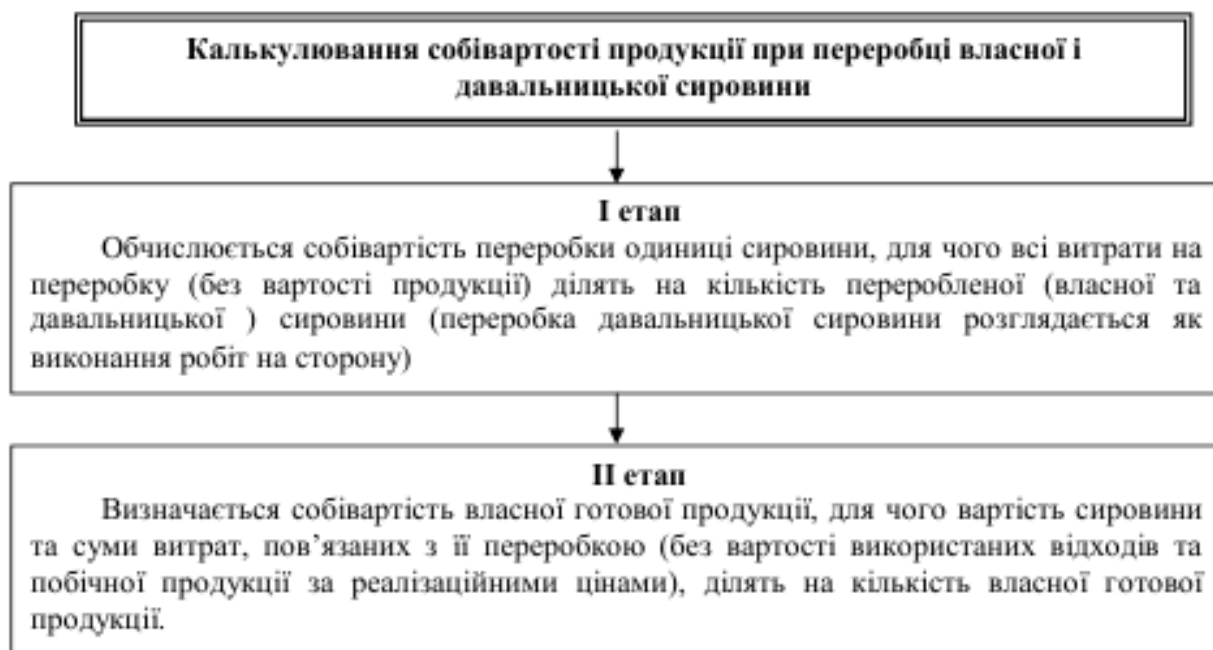 Калькулювання собівартості продукції при переробці власної і
давальницької сировини
I етап
Обчислюється собівартість переробки одиниці сировини, для чого всі витрати на
переробку (без вартості продукції) ділять на кількість переробленої (власної та
давальницької ) сировини (переробка давальницької сировини розглядається як
виконання робіт на сторону)
II етап
Визначається собівартість власної готової продукції, для чого вартість сировини
та суми витрат, пов’язаних з її переробкою (без вартості використаних відходів та
побічної продукції за реалізаційними цінами), ділять на кількість власної готової
продукції.